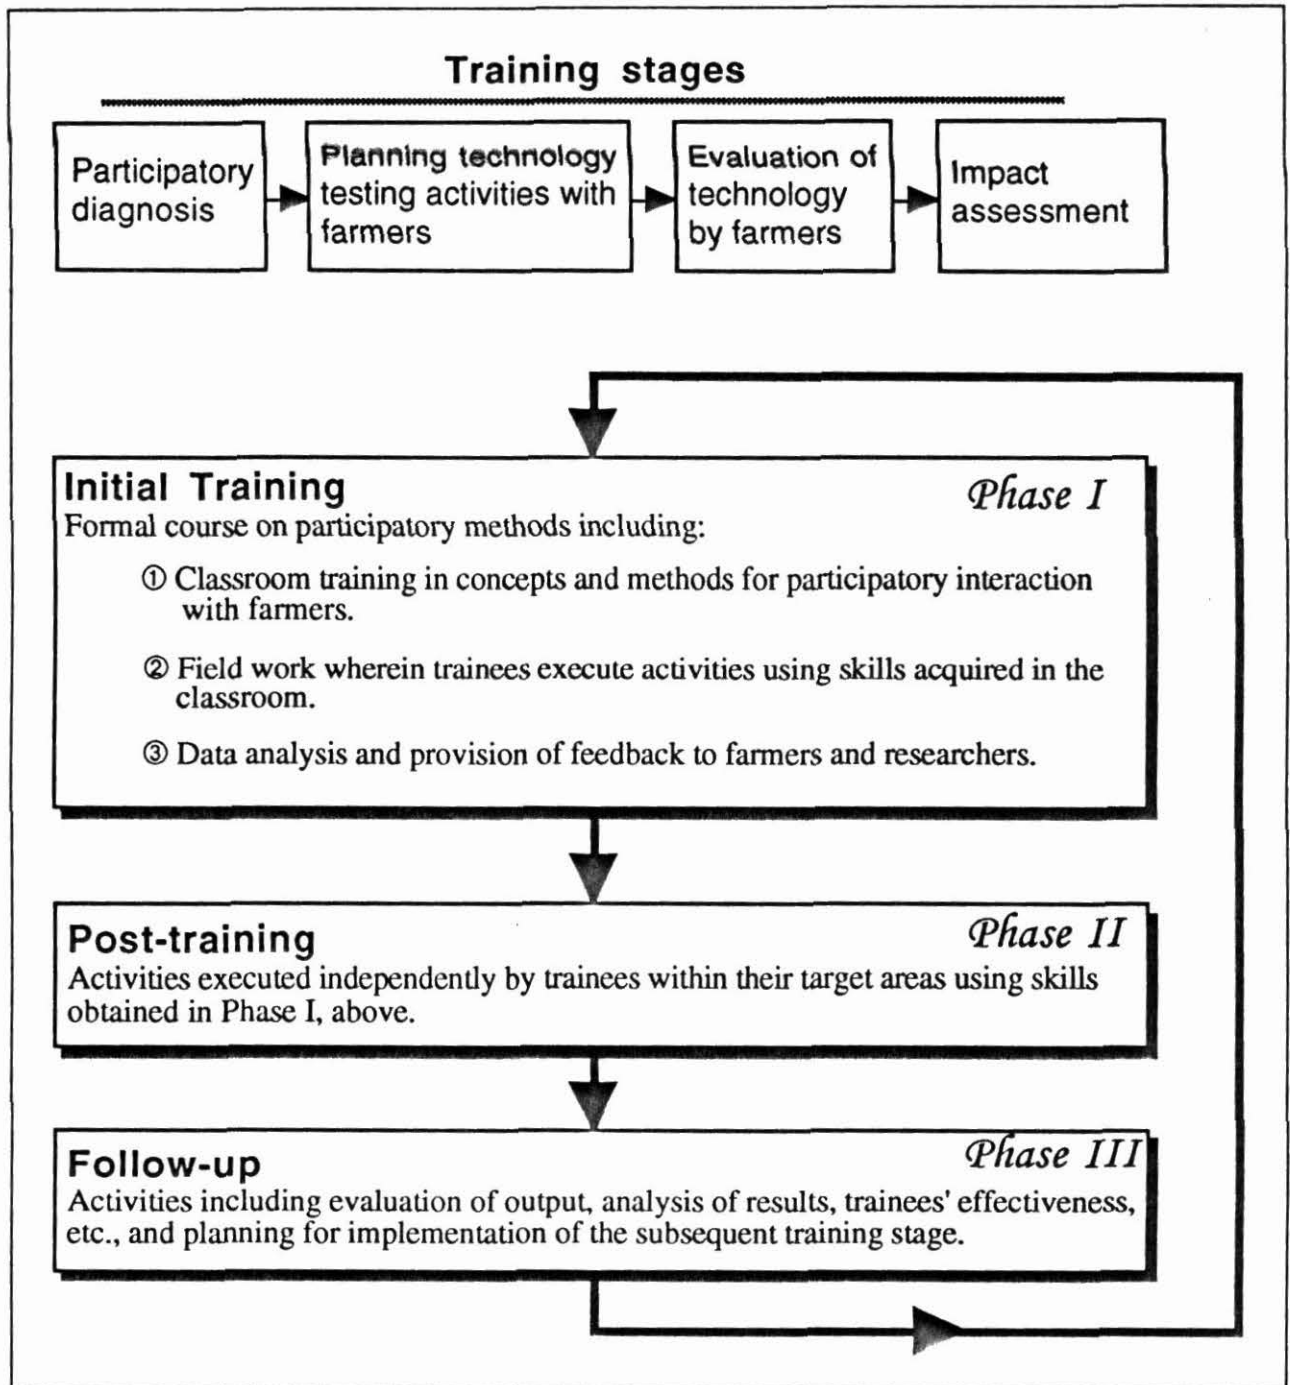 Training stages
Participatory
diagnosis
Planning technology
testing activities with
farmers
Evaluation of
technology
by farmers
Impact
assessment
Initial Training
Phase I
Formal course on participatory methods including:
① Classroom training in concepts and methods for participatory interaction
with farmers.
② Field work wherein trainees execute activities using skills acquired in the
classroom.
③ Data analysis and provision of feedback to farmers and researchers.
Post-training
Phase II
Activities executed independently by trainees within their target areas using skills
obtained in Phase I, above.
Follow-up
Phase III
Activities including evaluation of output, analysis of results, trainees' effectiveness,
etc., and planning for implementation of the subsequent training stage.